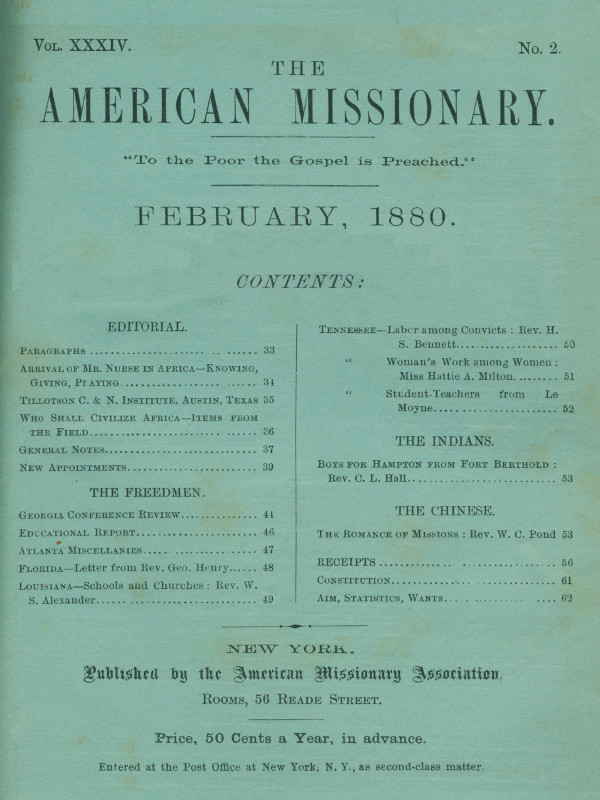 VOL. XXXIV.
No. 2.
THE
AMERICAN MISSIONARY.
"To the Poor the Gospel is Preached."
FEBRUARY, 1880.
CONTENTS:
EDITORIAL.
PARAGRAPHS ........................ 33
ARRIVAL OF MR. NURSE IN AFRICA—KNOWING,
GIVING, PRAYING........................ 34
TILLOTSON C. & N. INSTITUTE, AUSTIN, TEXAS 35
WHO SHALL CIVILIZE AFRICA—ITEMS FROM
THE FIELD........................ 36
GENERAL NOTES........................ 37
NEW APPOINTMENTS........................ 39
THE FREEDMEN.
GEORGIA CONFERENCE REVIEW............ 44
EDUCATIONAL REPORT............ 46
ATLANTA MISCELLANIES............ 47
FLORIDA—Letter from Rev. Geo. Henry...... 48
LOUISIANA—Schools and Churches: Rev. W.
S. Alexander........................ 49
TENNESSEE—Labor among Convicts: Rev. H.
S. Bennett.................. 50
" Woman's Work among Women:
Miss Hattie A. Milton......... 51
" Student-Teachers from Le
Moyne.................. 52
THE INDIANS.
BOYS FOR HAMPTON FROM FORT BERTHOLD:
Rev. C. L. Hall........................ 53
THE CHINESE.
THE ROMANCE OF MISSIONS: Rev. W. C. Pond 53
RECEIPTS ........................ 56
CONSTITUTION........................ 61
AIM, STATISTICS, WANTS............ 62
NEW YORK.
Published by the American Missionary Association,
ROOMS, 56 READE STREET.
Price, 50 Cents a Year, in advance.
Entered at the Post Office at New York, N. Y., as second-class matter.